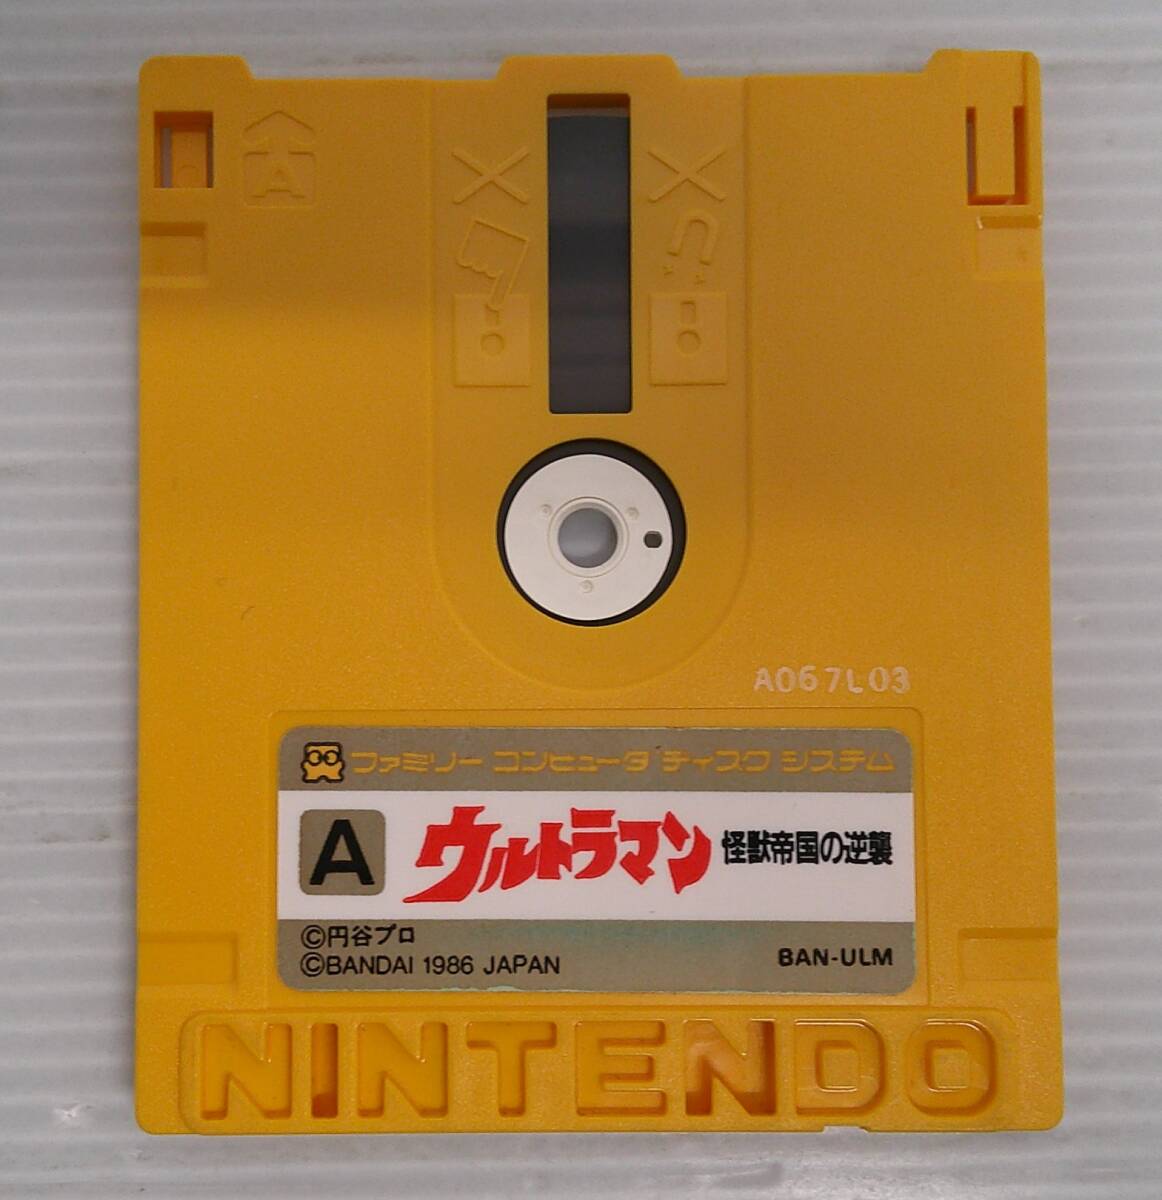 A
A067L03
ファミリー コンピュータ ディスク システム
A
ウルトラマン 怪獣帝国の逆襲
©円谷プロ
©BANDAI 1986 JAPAN
BAN-ULM
NINTENDO